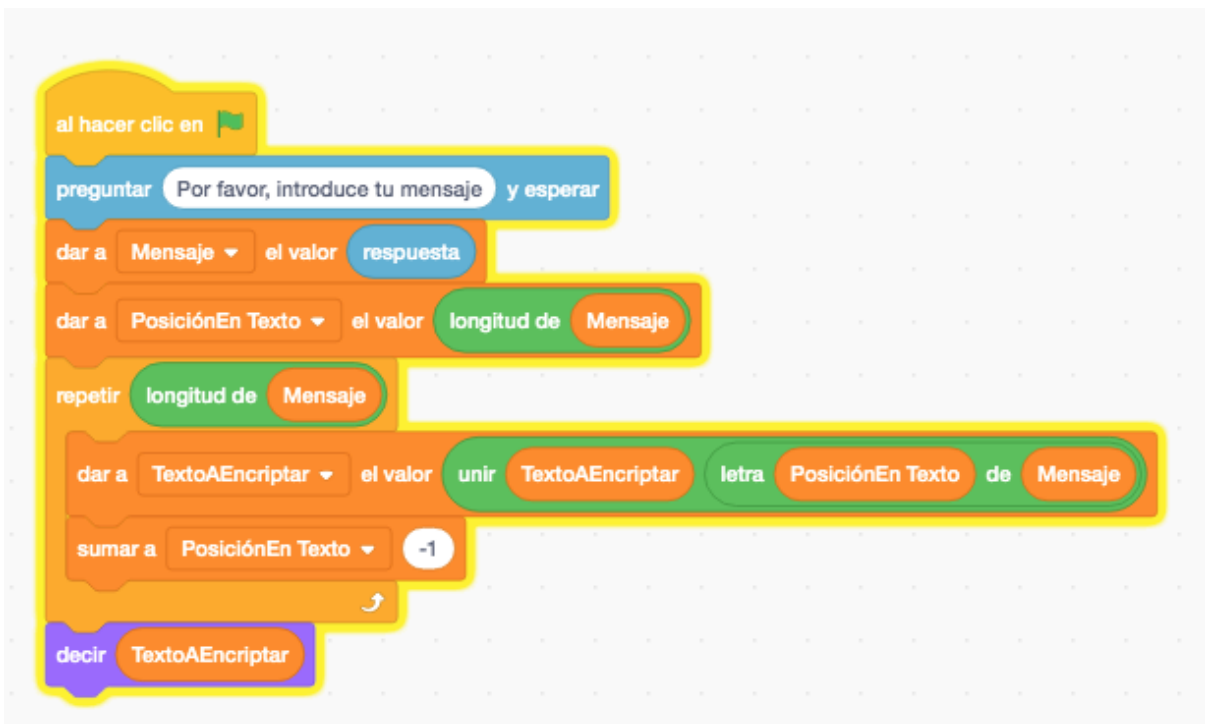 al hacer clic en
preguntar Por favor, introduce tu mensaje y esperar
dar a Mensaje el valor respuesta
dar a PosiciónEn Texto el valor longitud de Mensaje
repetir longitud de Mensaje
dar a TextoAEncriptar el valor unir TextoAEncriptar letra PosiciónEn Texto de Mensaje
sumar a PosiciónEn Texto -1
decir TextoAEncriptar